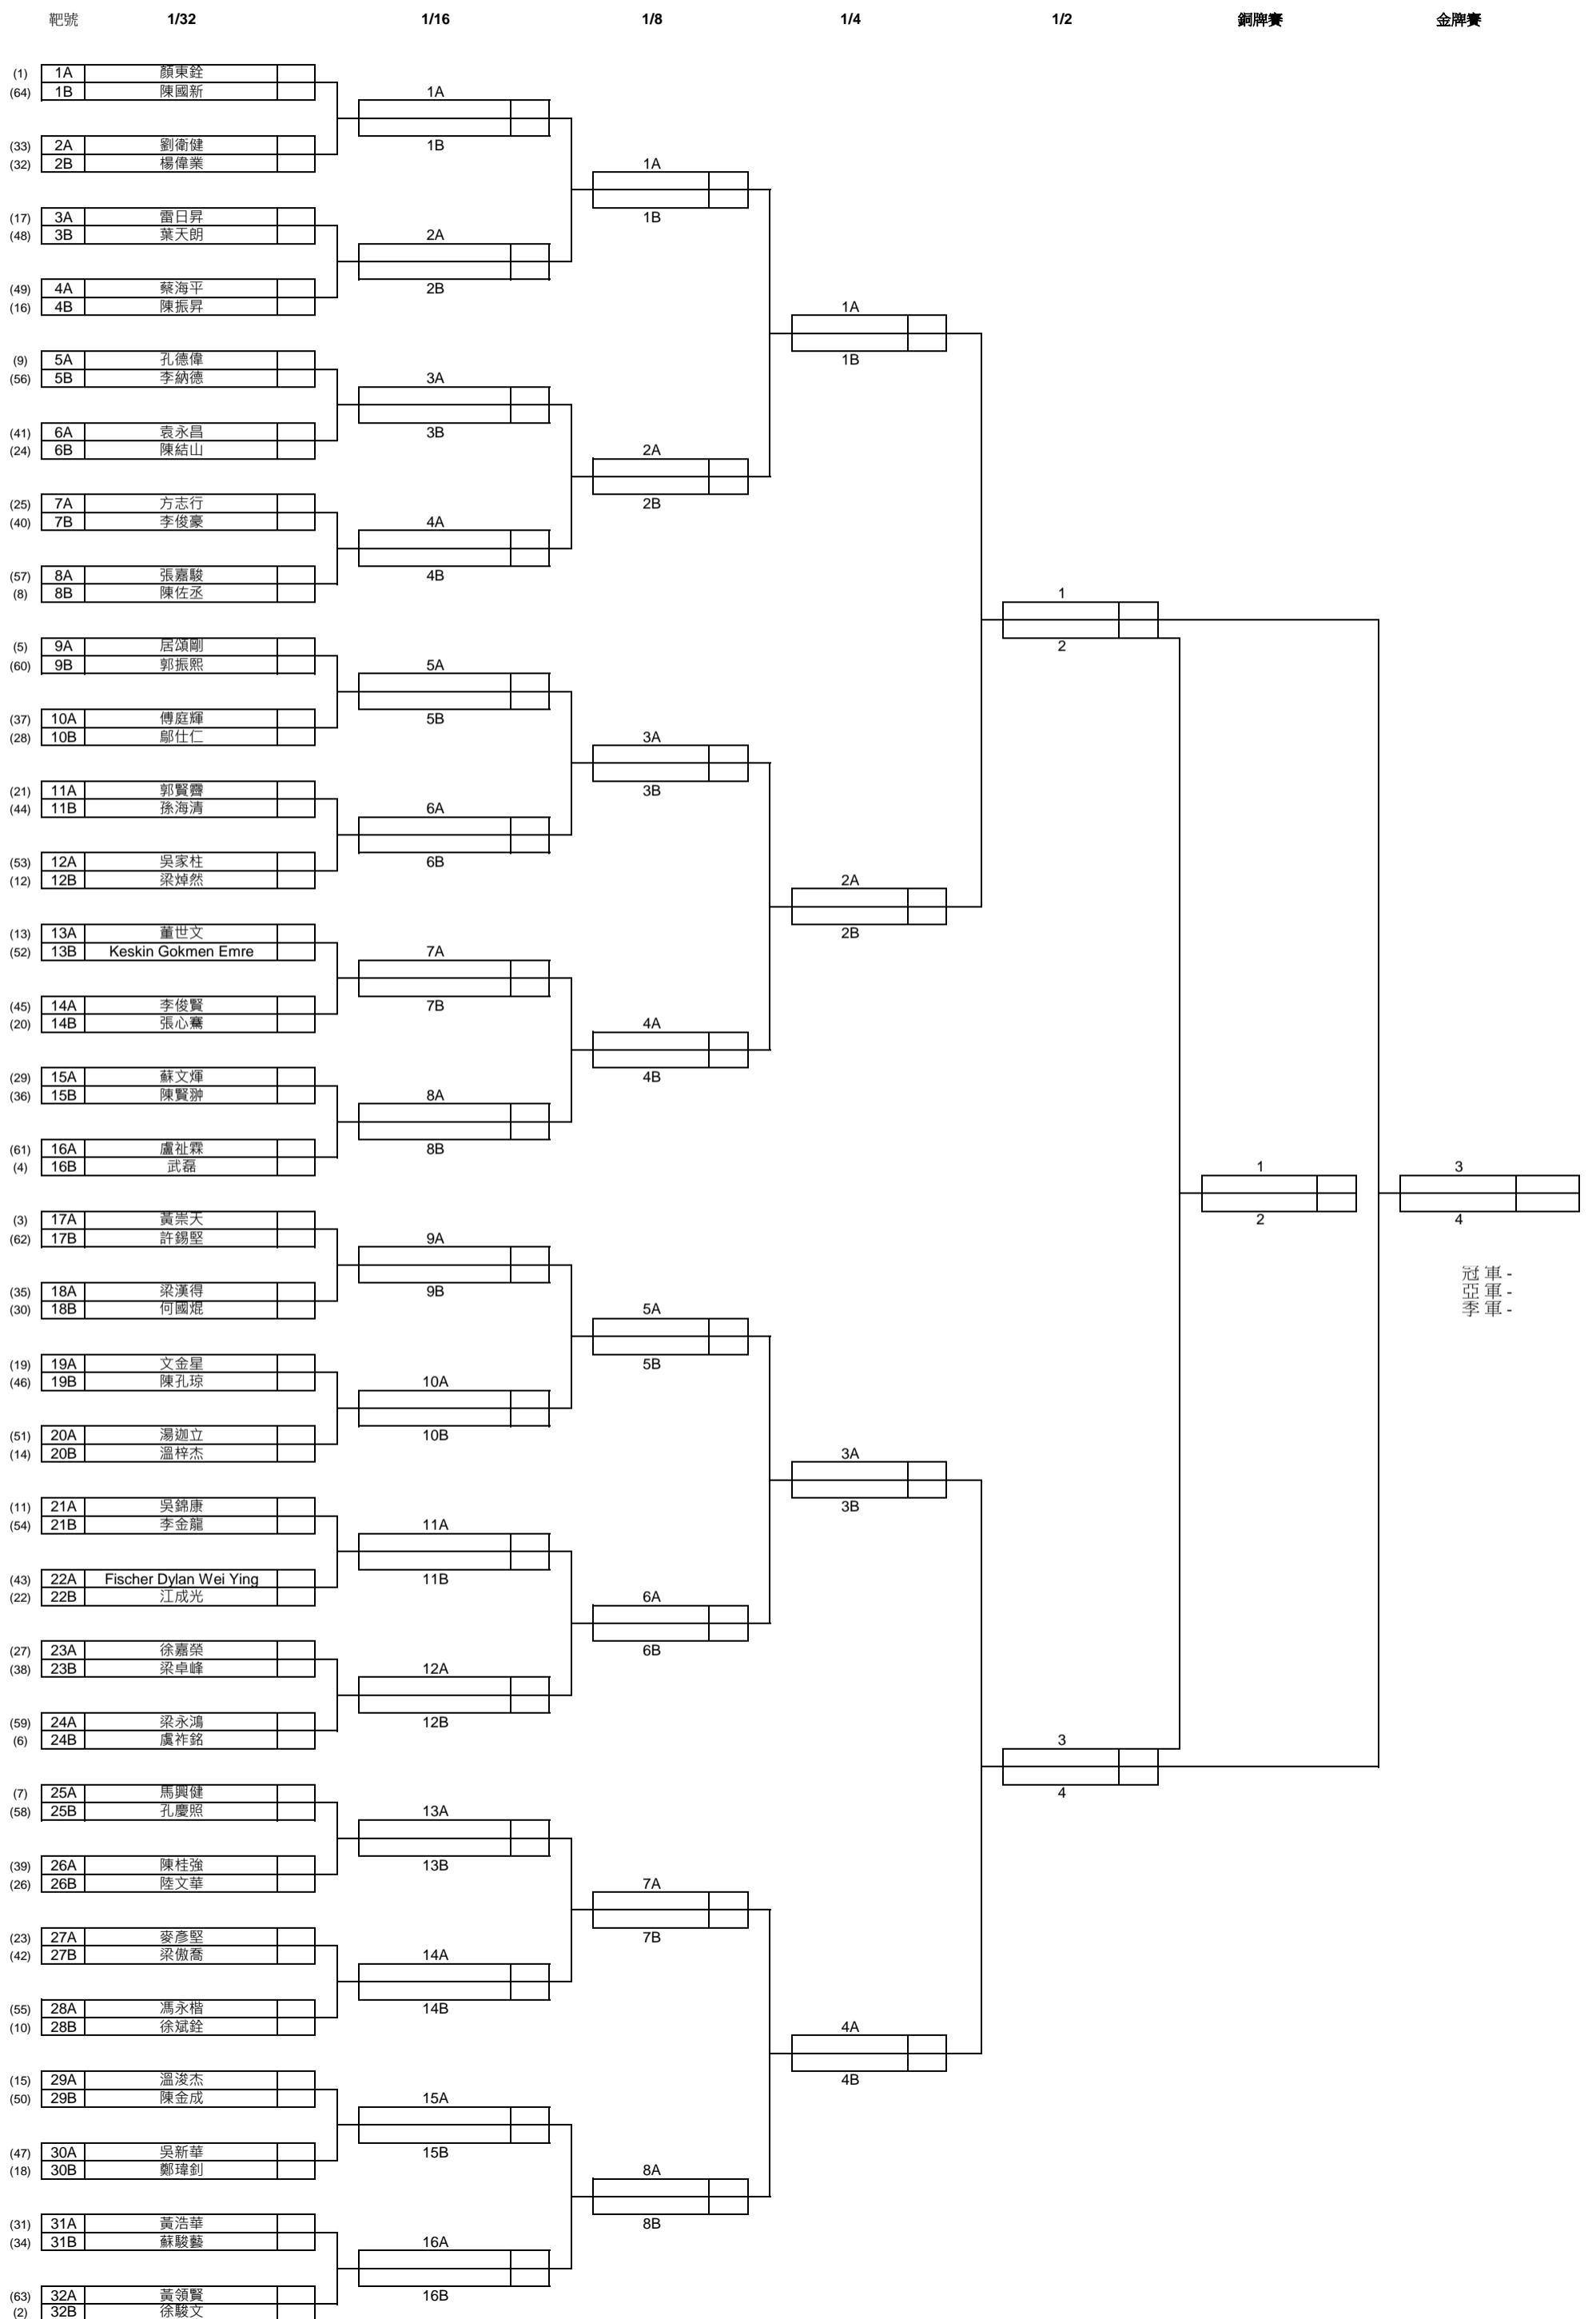 靶號 1/32 1/16 1/8 1/4 1/2 銅牌賽 金牌賽
(1) 1A 顏東銓
(64) 1B 陳國新 1A
(33) 2A 劉衛健 1B
(32) 2B 楊偉業 1A
(17) 3A 雷日昇 1B
(48) 3B 葉天朗 2A
(49) 4A 蔡海平 2B
(16) 4B 陳振昇 1A
(9) 5A 孔德偉 1B
(56) 5B 李納德 3A
(41) 6A 袁永昌 3B
(24) 6B 陳結山 2A
(25) 7A 方志行 2B
(40) 7B 李俊豪 4A
(57) 8A 張嘉駿 4B
(8) 8B 陳佐丞 1
(5) 9A 居頌剛 2
(60) 9B 郭振熙 5A
(37) 10A 傅庭輝 5B
(28) 10B 鄔仕仁 3A
(21) 11A 郭賢齊 3B
(44) 11B 孫海清 6A
(53) 12A 吳家柱 6B
(12) 12B 梁焯然 2A
(13) 13A 董世文 2B
(52) 13B Keskin Gokmen Emre 7A
(45) 14A 李俊賢 7B
(20) 14B 張心騫 4A
(29) 15A 蘇文煇 4B
(36) 15B 陳賢翀 8A
(61) 16A 盧祉霖 8B
(4) 16B 武磊 1 3
(3) 17A 黃崇天 2 4
(62) 17B 許錫堅 9A
冠 軍 -
(35) 18A 梁漢得 9B 亞 軍 -
(30) 18B 何國焜 5A 季 軍 -
(19) 19A 文金星 5B
(46) 19B 陳孔琼 10A
(51) 20A 湯迦立 10B
(14) 20B 溫梓杰 3A
(11) 21A 吳錦康 3B
(54) 21B 李金龍 11A
(43) 22A Fischer Dylan Wei Ying 11B
(22) 22B 江成光 6A
(27) 23A 徐嘉榮 6B
(38) 23B 梁卓峰 12A
(59) 24A 梁永鴻 12B
(6) 24B 虞祚銘 3
(7) 25A 馬興健 4
(58) 25B 孔慶照 13A
(39) 26A 陳桂強 13B
(26) 26B 陸文華 7A
(23) 27A 麥彥堅 7B
(42) 27B 梁傲喬 14A
(55) 28A 馮永楷 14B
(10) 28B 徐斌銓 4A
(15) 29A 溫浚杰 4B
(50) 29B 陳金成 15A
(47) 30A 吳新華 15B
(18) 30B 鄭瑋釗 8A
(31) 31A 黃浩華 8B
(34) 31B 蘇駿藝 16A
(63) 32A 黃領賢 16B
(2) 32B 徐駿文